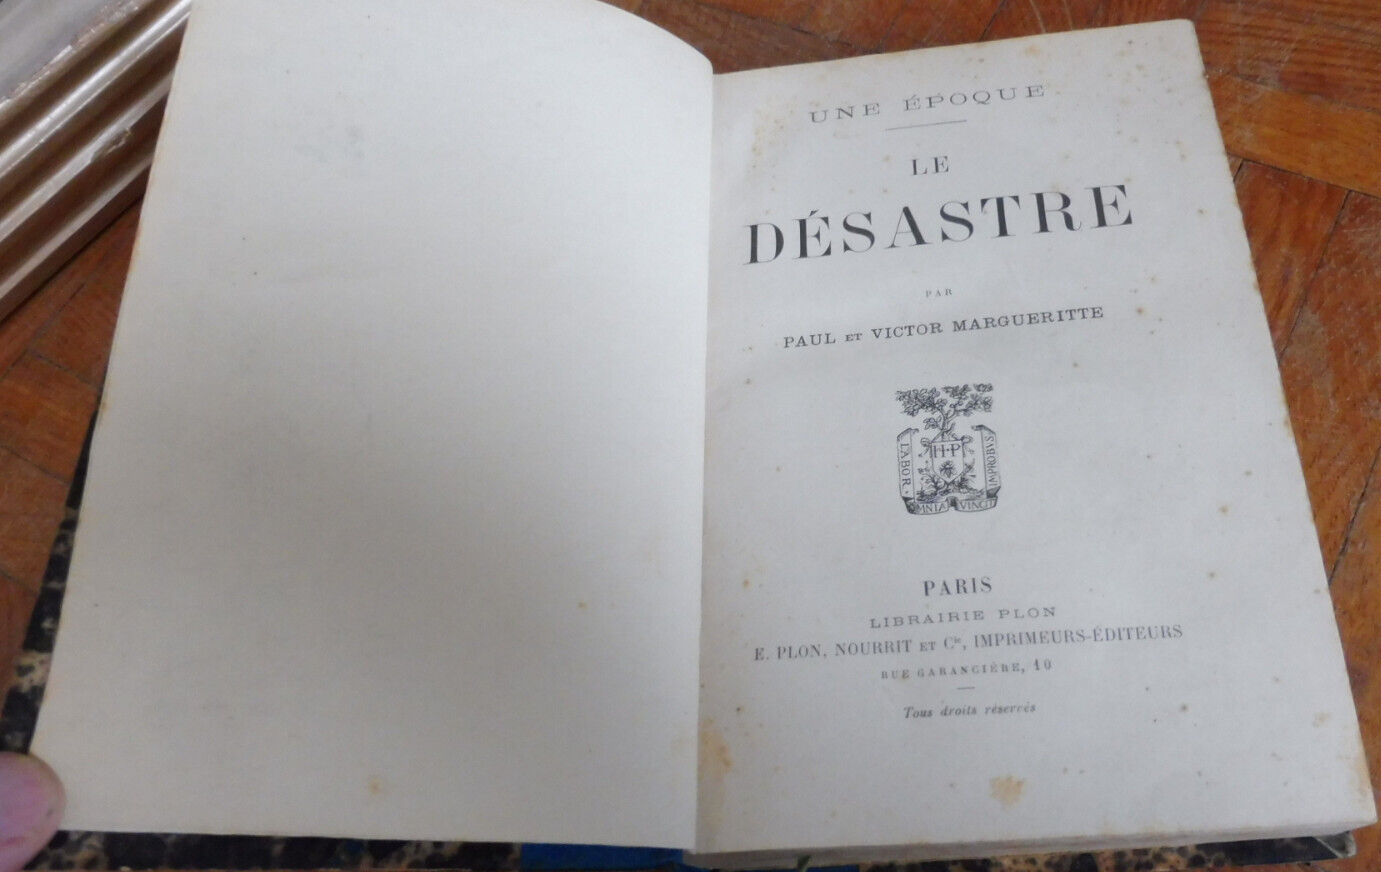 UNE ÉPOQUE
LE
DÉSASTRE
PAR
PAUL ET VICTOR MARGUERITTE
LABOR
H·P
IMPROBVS
OMNIA VINCIT
PARIS
LIBRAIRIE PLON
E. PLON, NOURRIT ET Cie, IMPRIMEURS-ÉDITEURS
RUE GARANCIÈRE, 10
Tous droits réservés